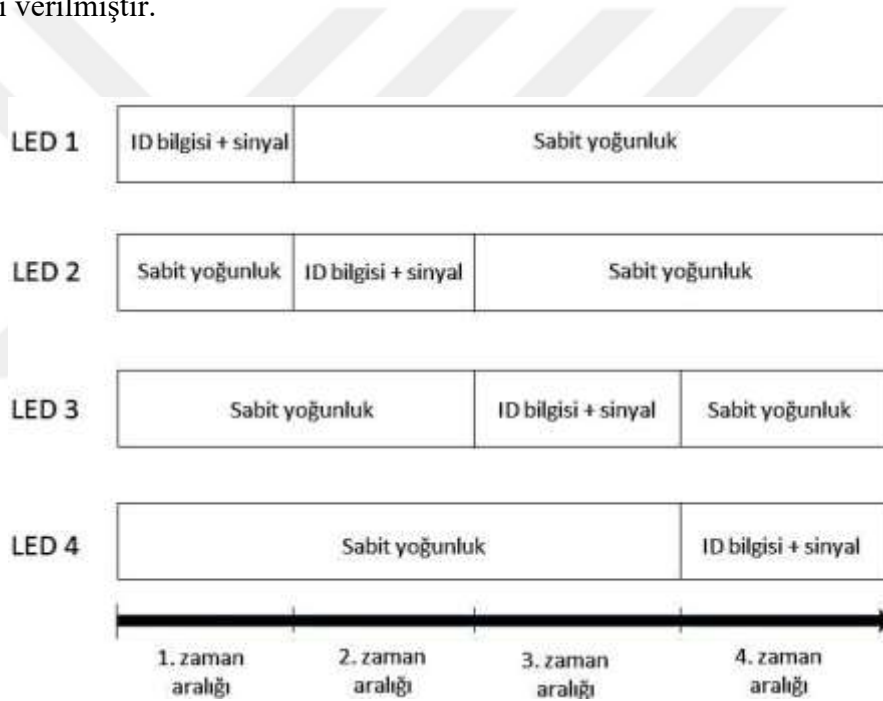 i verilmiştir.
LED 1 ID bilgisi + sinyal Sabit yoğunluk
LED 2 Sabit yoğunluk ID bilgisi + sinyal Sabit yoğunluk
LED 3 Sabit yoğunluk ID bilgisi + sinyal Sabit yoğunluk
LED 4 Sabit yoğunluk ID bilgisi + sinyal
1. zaman 2. zaman 3. zaman 4. zaman
aralığı aralığı aralığı aralığı